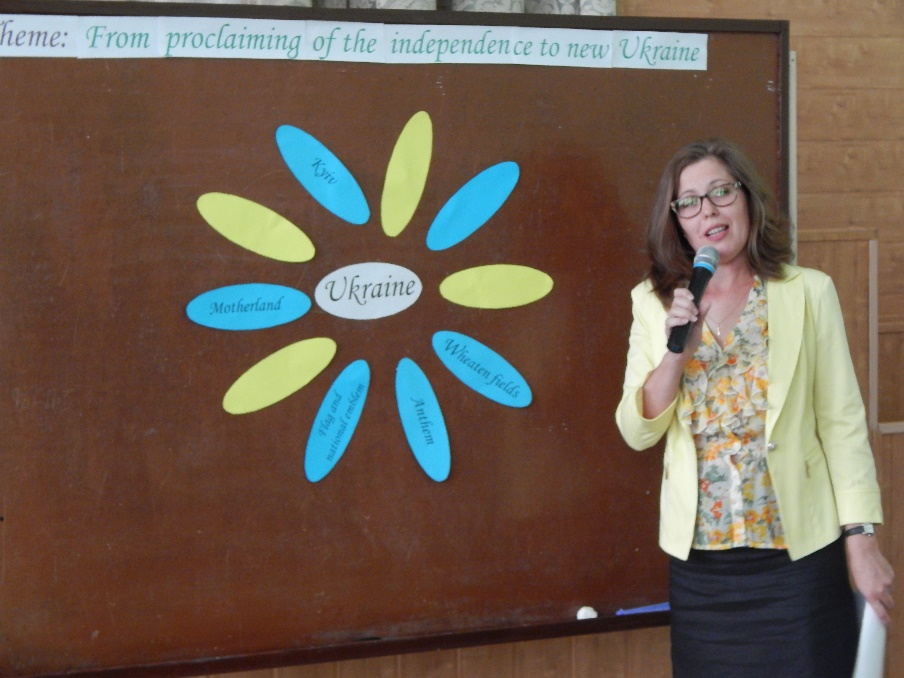 heme: From proclaiming of the independence to new Ukraine
Kyiv
Motherland
Ukraine
Wheaten fields
Flag and
national emblem
Anthem